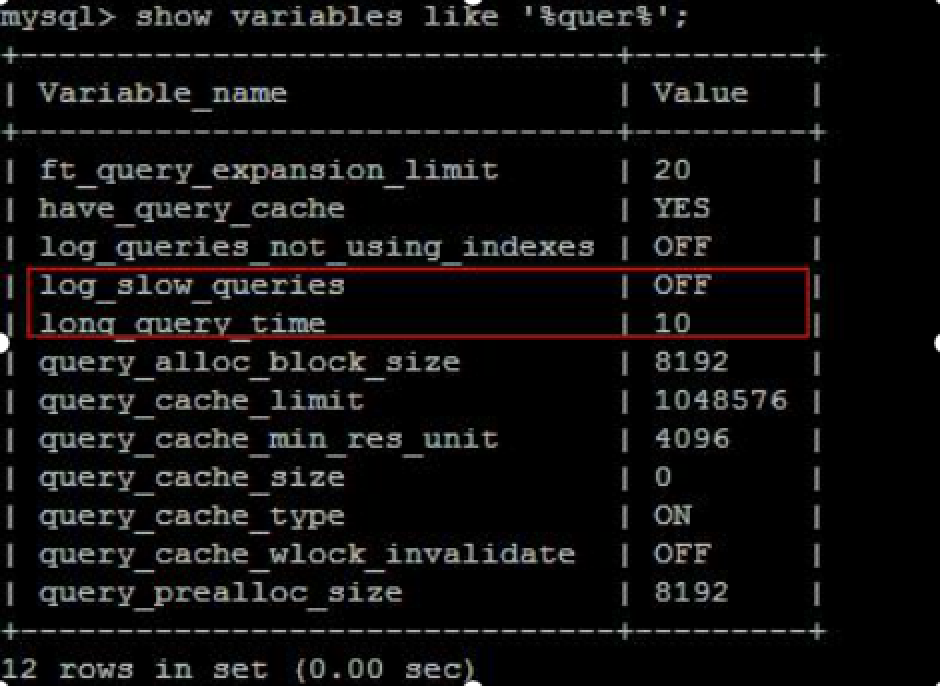 mysql> show variables like '%quer%';
+-------------------------------+---------+
| Variable_name | Value |
+-------------------------------+---------+
| ft_query_expansion_limit | 20 |
| have_query_cache | YES |
| log_queries_not_using_indexes | OFF |
| log_slow_queries | OFF |
| long_query_time | 10 |
| query_alloc_block_size | 8192 |
| query_cache_limit | 1048576 |
| query_cache_min_res_unit | 4096 |
| query_cache_size | 0 |
| query_cache_type | ON |
| query_cache_wlock_invalidate | OFF |
| query_prealloc_size | 8192 |
+-------------------------------+---------+
12 rows in set (0.00 sec)